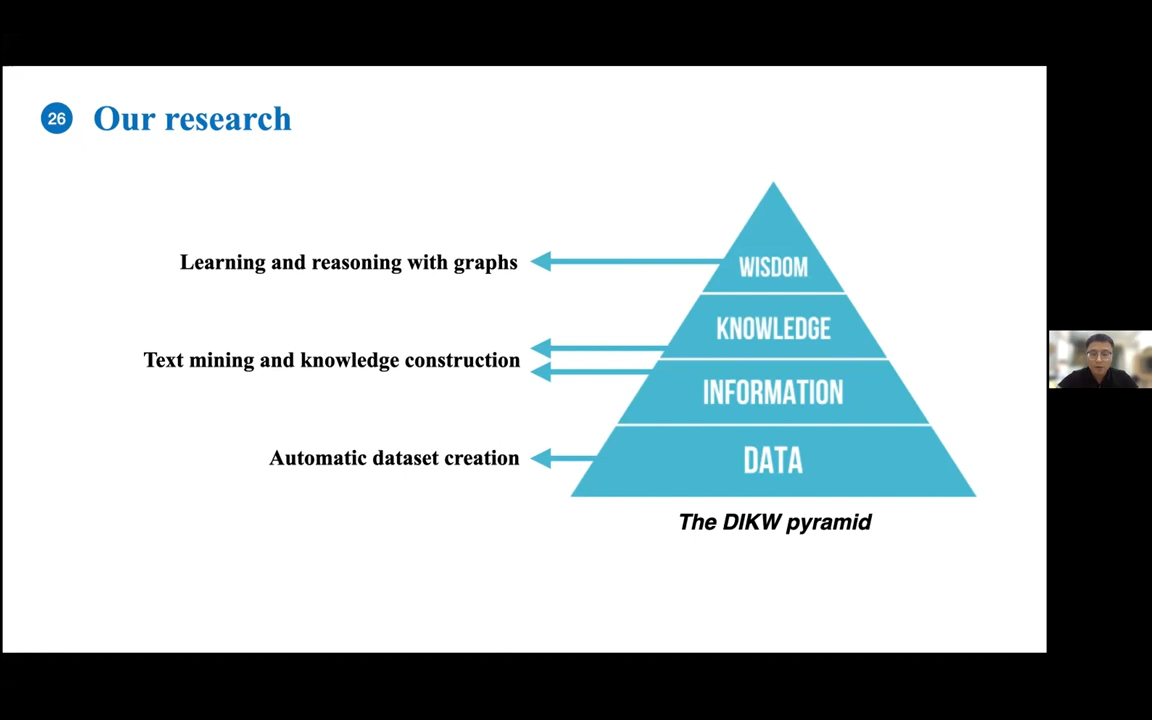 26 Our research
Learning and reasoning with graphs
Text mining and knowledge construction
Automatic dataset creation
WISDOM
KNOWLEDGE
INFORMATION
DATA
The DIKW pyramid